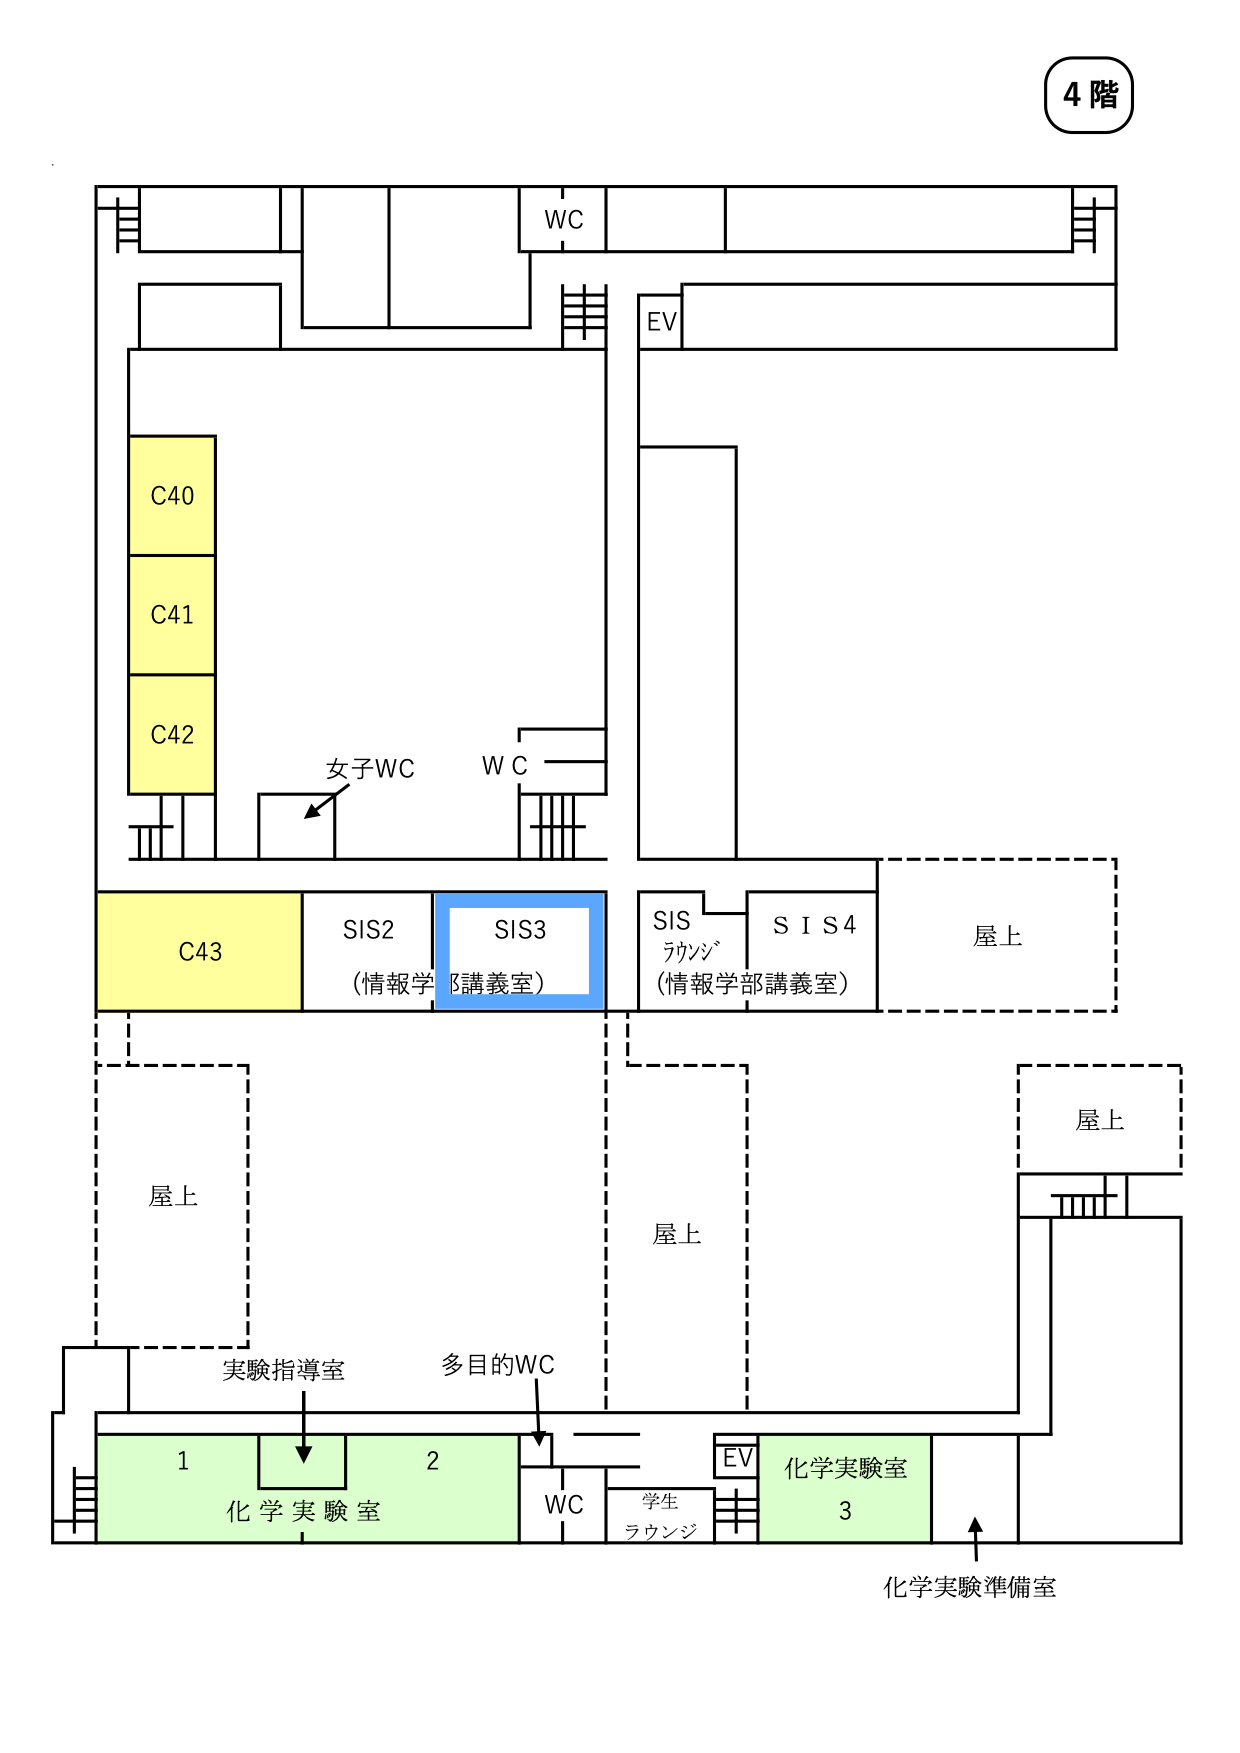 4 階
WC
EV
C40
C41
C42
女子WC
ＷＣ
C43
SIS2
SIS3
（情報学部講義室）
SIS
ﾗｳﾝｼﾞ
ＳＩＳ4
（情報学部講義室）
屋上
屋上
屋上
屋上
実験指導室
多目的WC
1
2
化 学 実 験 室
WC
EV
学生
ラウンジ
化学実験室
3
化学実験準備室